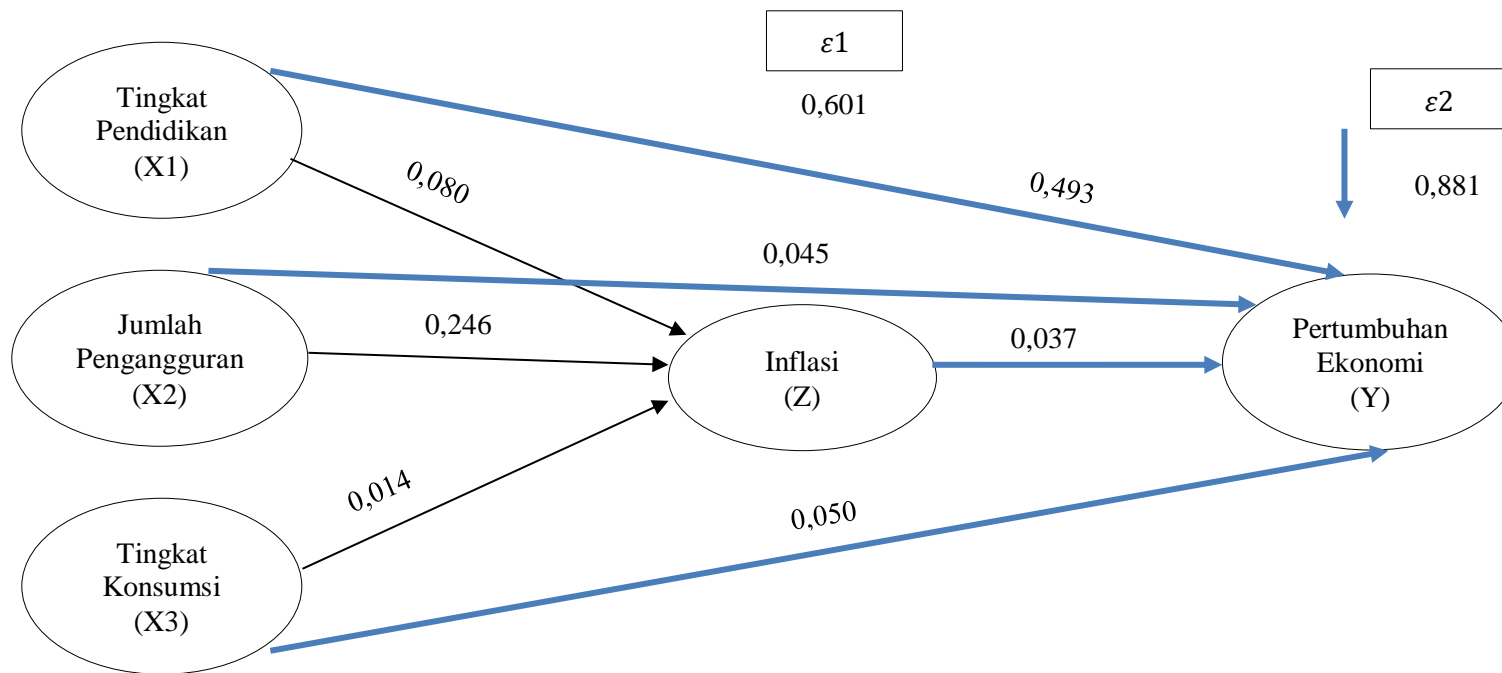 ε1
0,601
ε2
0,881
Tingkat
Pendidikan
(X1)
0,080
0,493
0,045
Jumlah
Pengangguran
(X2)
0,246
Inflasi
(Z)
0,037
Pertumbuhan
Ekonomi
(Y)
0,014
0,050
Tingkat
Konsumsi
(X3)